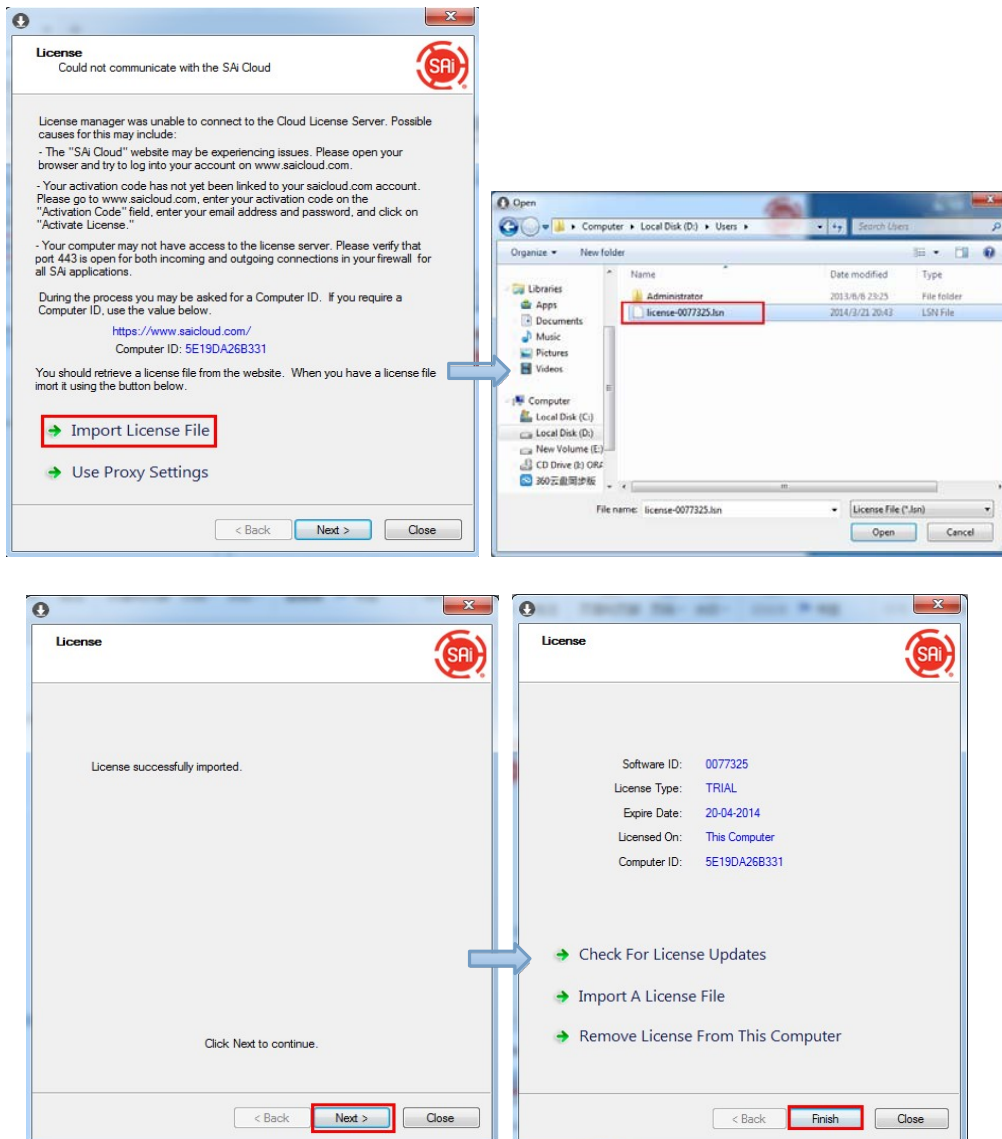 License
Could not communicate with the SAi Cloud
SAi
License manager was unable to connect to the Cloud License Server. Possible
causes for this may include:
- The "SAi Cloud" website may be experiencing issues. Please open your
browser and try to log into your account on www.saicloud.com.
- Your activation code has not yet been linked to your saicloud.com account.
Please go to www.saicloud.com, enter your activation code on the
"Activation Code" field, enter your email address and password, and click on
"Activate License."
- Your computer may not have access to the license server. Please verify that
port 443 is open for both incoming and outgoing connections in your firewall for
all SAi applications.
During the process you may be asked for a Computer ID. If you require a
Computer ID, use the value below.
https://www.saicloud.com/
Computer ID: 5E19DA26B331
You should retrieve a license file from the website. When you have a license file
imort it using the button below.
Import License File
Use Proxy Settings
< Back Next > Close
Open
Computer Local Disk (D:) Users
Search Users
Organize New folder
Name Date modified Type
Libraries
Apps
Documents
Music
Pictures
Videos
Computer
Local Disk (C:)
Local Disk (D:)
New Volume (E:)
CD Drive (I:) ORA
360云盘同步版
Administrator 2013/6/6 23:25 File folder
license-0077325.lsn 2014/3/21 20:43 LSN File
File name: license-0077325.lsn License File (*.lsn)
Open Cancel
License
SAi
License successfully imported.
Click Next to continue.
< Back Next > Close
License
SAi
Software ID: 0077325
License Type: TRIAL
Expire Date: 20-04-2014
Licensed On: This Computer
Computer ID: 5E19DA26B331
Check For License Updates
Import A License File
Remove License From This Computer
< Back Finish Close